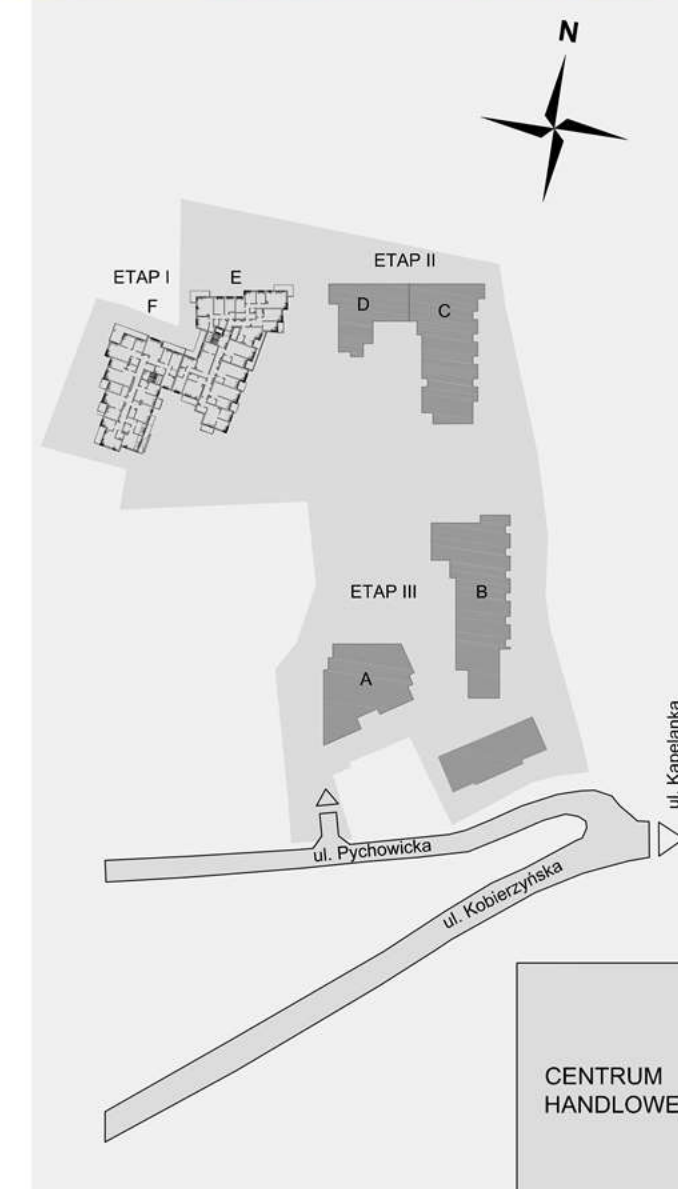 N
ETAP II
ETAP I
E
F
D
C
ETAP III
B
A
ul. Kapelanka
ul. Pychowicka
ul. Kobierzyńska
CENTRUM
HANDLOWE